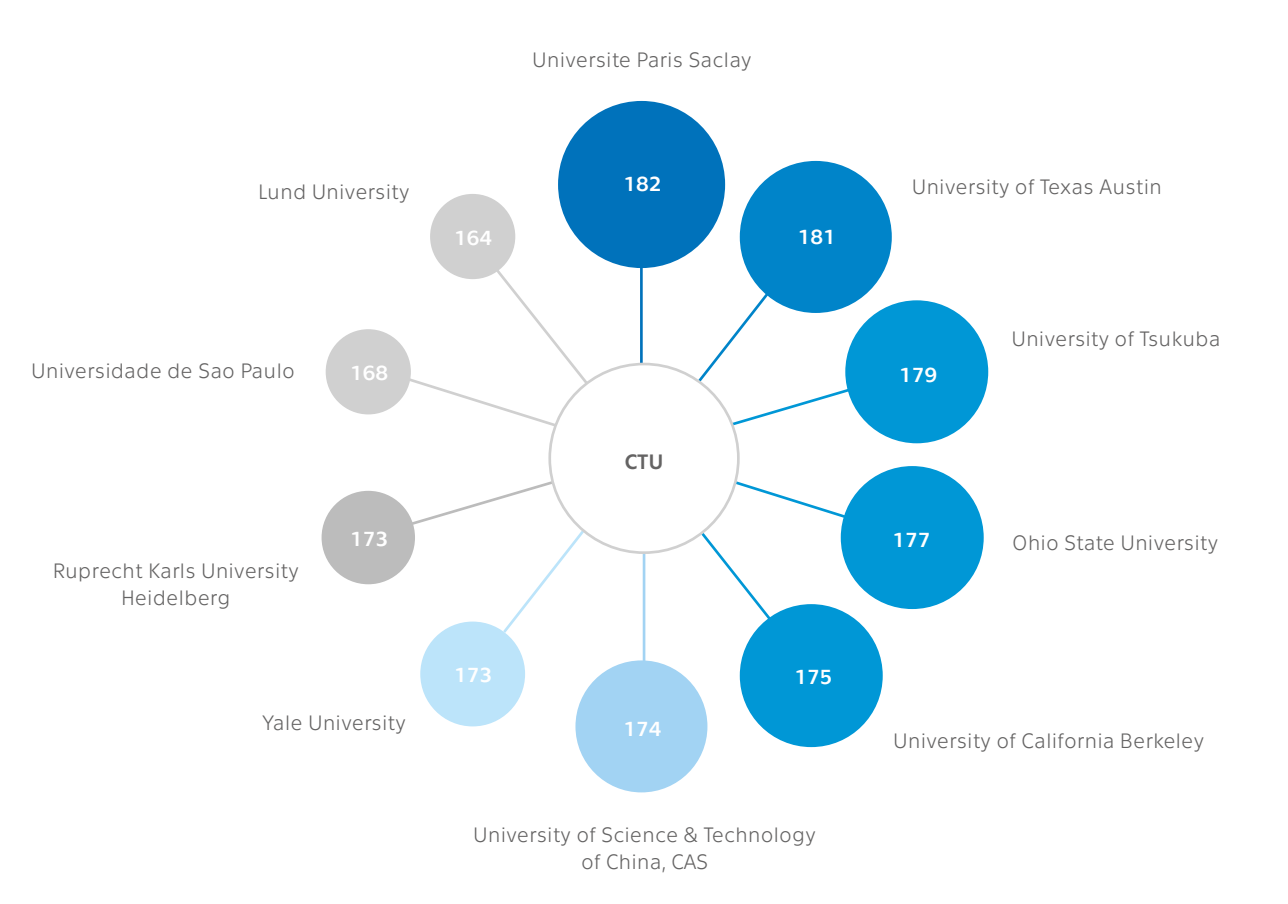 Universite Paris Saclay
182
University of Texas Austin
181
University of Tsukuba
179
Ohio State University
177
University of California Berkeley
175
University of Science & Technology
of China, CAS
174
Yale University
173
Ruprecht Karls University
Heidelberg
173
Universidade de Sao Paulo
168
Lund University
164
CTU